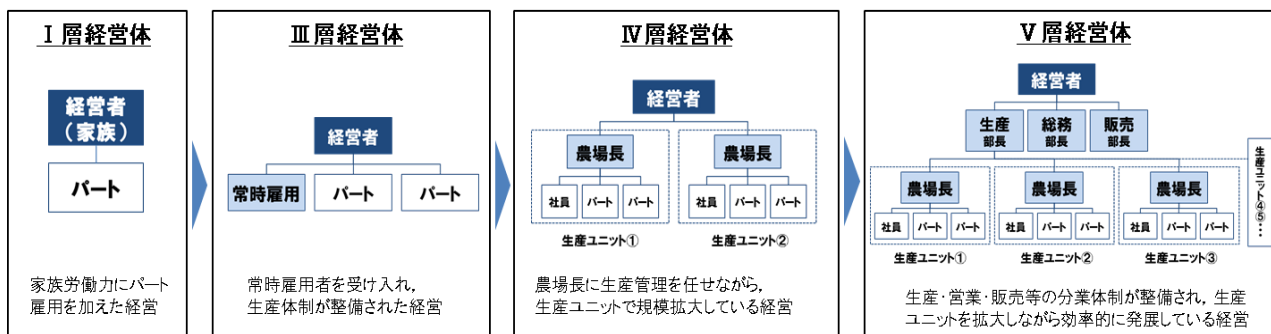 Ⅰ層経営体
経営者
（家族）
パート
家族労働力にパート
雇用を加えた経営
Ⅲ層経営体
経営者
常時雇用
パート
パート
常時雇用者を受け入れ，
生産体制が整備された経営
Ⅳ層経営体
経営者
農場長
農場長
社員
パート
パート
社員
パート
パート
生産ユニット①
生産ユニット②
農場長に生産管理を任せながら，
生産ユニットで規模拡大している経営
Ⅴ層経営体
経営者
生産
部長
総務
部長
販売
部長
農場長
農場長
農場長
社員
パート
パート
社員
パート
パート
社員
パート
パート
生産ユニット①
生産ユニット②
生産ユニット③
生産ユニット④⑤…
生産・営業・販売等の分業体制が整備され，生産
ユニットを拡大しながら効率的に発展している経営